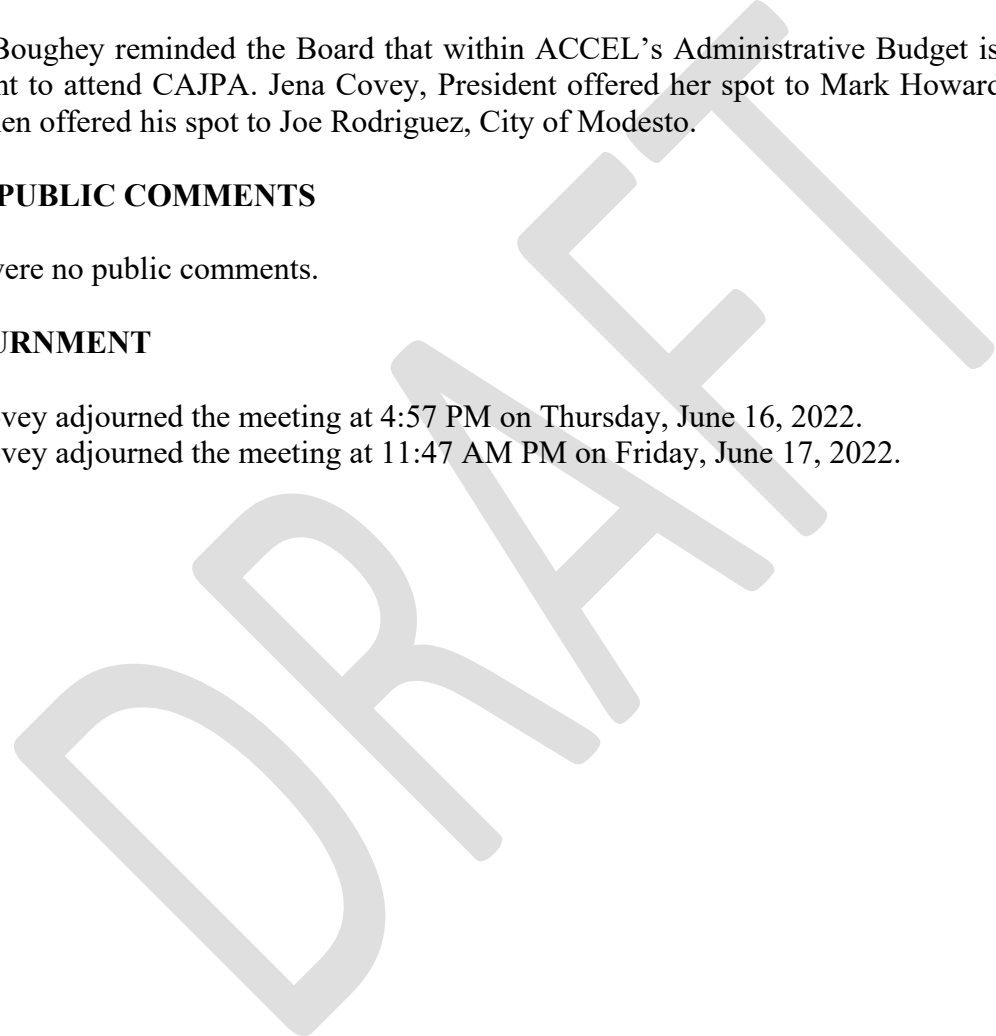 Boughey reminded the Board that within ACCEL’s Administrative Budget is
nt to attend CAJPA. Jena Covey, President offered her spot to Mark Howard
en offered his spot to Joe Rodriguez, City of Modesto.
PUBLIC COMMENTS
were no public comments.
URNMENT
vey adjourned the meeting at 4:57 PM on Thursday, June 16, 2022.
vey adjourned the meeting at 11:47 AM PM on Friday, June 17, 2022.
DRAFT